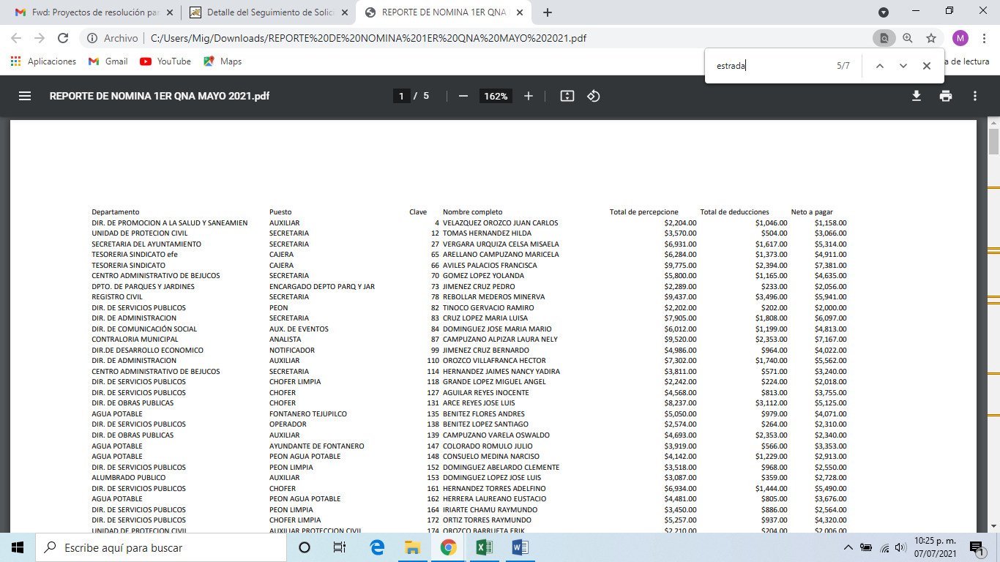 Fwd: Proyectos de resolución par
Detalle del Seguimiento de Solici
REPORTE DE NOMINA 1ER QNA
Archivo | C:/Users/Mig/Downloads/REPORTE%20DE%20NOMINA%201ER%20QNA%20MAYO%202021.pdf
M
Aplicaciones Gmail YouTube Maps a de lectura
estrada 5/7
REPORTE DE NOMINA 1ER QNA MAYO 2021.pdf 1 / 5 162%
Departamento Puesto Clave Nombre completo Total de percepcione Total de deducciones Neto a pagar
DIR. DE PROMOCION A LA SALUD Y SANEAMIEN AUXILIAR 4 VELAZQUEZ OROZCO JUAN CARLOS $2,204.00 $1,046.00 $1,158.00
UNIDAD DE PROTECION CIVIL SECRETARIA 12 TOMAS HERNANDEZ HILDA $3,570.00 $504.00 $3,066.00
SECRETARIA DEL AYUNTAMIENTO SECRETARIA 27 VERGARA URQUIZA CELSA MISAELA $6,931.00 $1,617.00 $5,314.00
TESORERIA SINDICATO efe CAJERA 65 ARELLANO CAMPUZANO MARICELA $6,284.00 $1,373.00 $4,911.00
TESORERIA SINDICATO CAJERA 66 AVILES PALACIOS FRANCISCA $9,775.00 $2,394.00 $7,381.00
CENTRO ADMINISTRATIVO DE BEJUCOS SECRETARIA 70 GOMEZ LOPEZ YOLANDA $5,800.00 $1,165.00 $4,635.00
DPTO. DE PARQUES Y JARDINES ENCARGADO DEPTO PARQ Y JAR 73 JIMENEZ CRUZ PEDRO $2,289.00 $233.00 $2,056.00
REGISTRO CIVIL SECRETARIA 78 REBOLLAR MEDEROS MINERVA $9,437.00 $3,496.00 $5,941.00
DIR. DE SERVICIOS PUBLICOS PEON 82 TINOCO GERVACIO RAMIRO $2,202.00 $202.00 $2,000.00
DIR. DE ADMINISTRACION SECRETARIA 83 CRUZ LOPEZ MARIA LUISA $7,905.00 $1,808.00 $6,097.00
DIR. DE COMUNICACIÓN SOCIAL AUX. DE EVENTOS 84 DOMINGUEZ JOSE MARIA MARIO $6,012.00 $1,199.00 $4,813.00
CONTRALORIA MUNICIPAL ANALISTA 87 CAMPUZANO ALPIZAR LAURA NELY $9,520.00 $2,353.00 $7,167.00
DIR.DE DESARROLLO ECONOMICO NOTIFICADOR 99 JIMENEZ CRUZ BERNARDO $4,986.00 $964.00 $4,022.00
DIR. DE ADMINISTRACION AUXILIAR 110 OROZCO VILLAFRANCA HECTOR $7,302.00 $1,740.00 $5,562.00
CENTRO ADMINISTRATIVO DE BEJUCOS SECRETARIA 114 HERNANDEZ JAIMES NANCY YADIRA $3,811.00 $571.00 $3,240.00
DIR. DE SERVICIOS PUBLICOS CHOFER LIMPIA 118 GRANDE LOPEZ MIGUEL ANGEL $2,242.00 $224.00 $2,018.00
DIR. DE SERVICIOS PUBLICOS CHOFER 127 AGUILAR REYES INOCENTE $4,568.00 $813.00 $3,755.00
DIR. DE OBRAS PUBLICAS CHOFER 131 ARCE REYES JOSE LUIS $8,237.00 $3,112.00 $5,125.00
AGUA POTABLE FONTANERO TEJUPILCO 135 BENITEZ FLORES ANDRES $5,050.00 $979.00 $4,071.00
DIR. DE SERVICIOS PUBLICOS OPERADOR 138 BENITEZ LOPEZ SANTIAGO $2,574.00 $264.00 $2,310.00
DIR. DE OBRAS PUBLICAS AUXILIAR 139 CAMPUZANO VARELA OSWALDO $4,693.00 $2,353.00 $2,340.00
AGUA POTABLE AYUNDANTE DE FONTANERO 147 COLORADO ROMULO JULIO $3,919.00 $566.00 $3,353.00
AGUA POTABLE PEON AGUA POTABLE 148 CONSUELO MEDINA NARCISO $4,142.00 $1,229.00 $2,913.00
DIR. DE SERVICIOS PUBLICOS PEON LIMPIA 152 DOMINGUEZ ABELARDO CLEMENTE $3,518.00 $968.00 $2,550.00
ALUMBRADO PUBLICO AUXILIAR 153 DOMINGUEZ LOPEZ JOSE LUIS $3,087.00 $359.00 $2,728.00
DIR. DE SERVICIOS PUBLICOS CHOFER 161 HERNANDEZ TORRES ADELFINO $6,934.00 $1,444.00 $5,490.00
AGUA POTABLE PEON AGUA POTABLE 162 HERRERA LAUREANO EUSTACIO $4,481.00 $805.00 $3,676.00
DIR. DE SERVICIOS PUBLICOS PEON LIMPIA 164 IRIARTE CHAMU RAYMUNDO $3,450.00 $886.00 $2,564.00
DIR. DE SERVICIOS PUBLICOS CHOFER LIMPIA 172 ORTIZ TORRES RAYMUNDO $5,257.00 $937.00 $4,320.00
UNIDAD DE PROTECION CIVIL AUXILIAR PROTECCION CIVIL 174 OROZCO BARRUETA ERIK $2,210.00 $204.00 $2,006.00
Escribe aquí para buscar
10:25 p. m.
07/07/2021
1